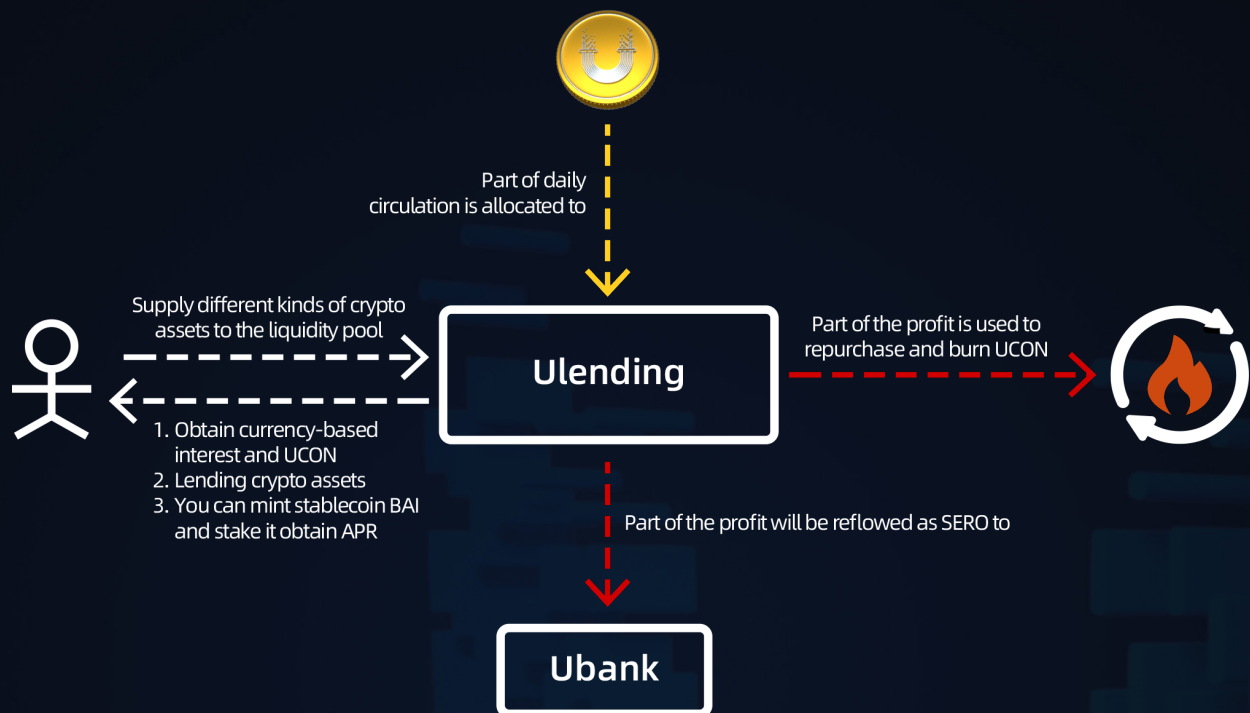 U
Part of daily
circulation is allocated to
Supply different kinds of crypto
assets to the liquidity pool
Ulending
Part of the profit is used to
repurchase and burn UCON
1. Obtain currency-based
interest and UCON
2. Lending crypto assets
3. You can mint stablecoin BAI
and stake it obtain APR
Part of the profit will be reflowed as SERO to
Ubank